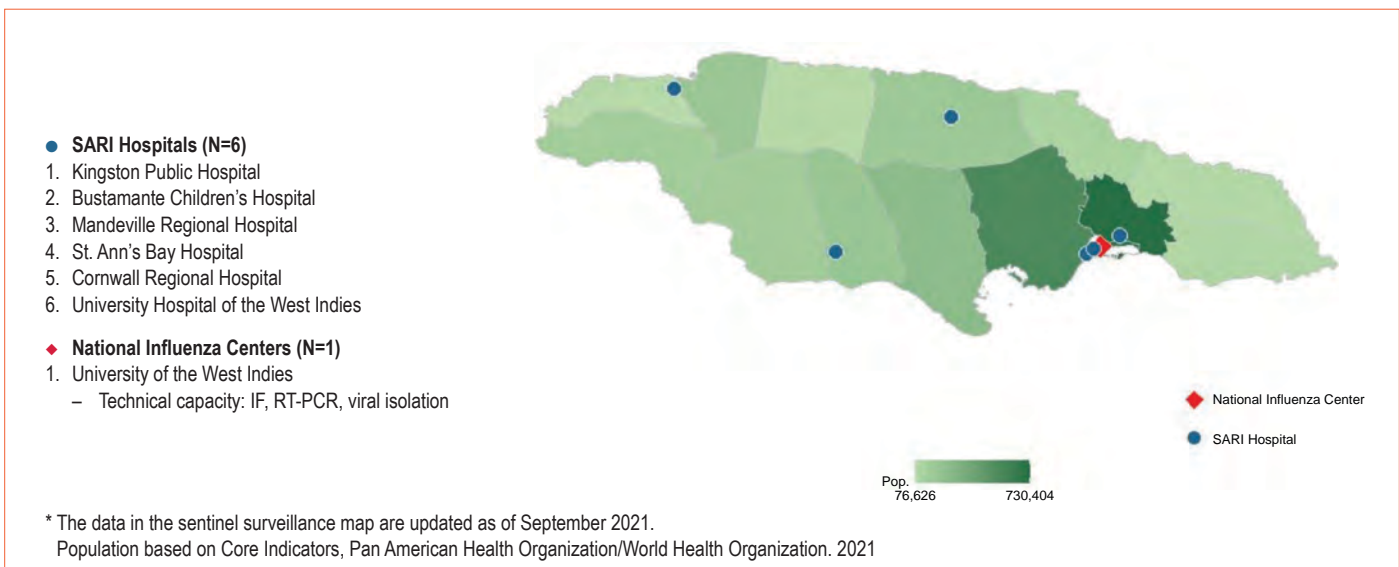 ● SARI Hospitals (N=6)
1. Kingston Public Hospital
2. Bustamante Children’s Hospital
3. Mandeville Regional Hospital
4. St. Ann’s Bay Hospital
5. Cornwall Regional Hospital
6. University Hospital of the West Indies
◆ National Influenza Centers (N=1)
1. University of the West Indies
– Technical capacity: IF, RT-PCR, viral isolation
National Influenza Center
SARI Hospital
Pop.
76,626 730,404
* The data in the sentinel surveillance map are updated as of September 2021.
Population based on Core Indicators, Pan American Health Organization/World Health Organization. 2021